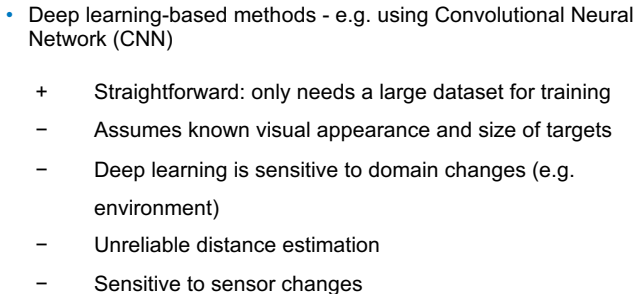 • Deep learning-based methods - e.g. using Convolutional Neural
Network (CNN)
+ Straightforward: only needs a large dataset for training
− Assumes known visual appearance and size of targets
− Deep learning is sensitive to domain changes (e.g.
environment)
− Unreliable distance estimation
− Sensitive to sensor changes